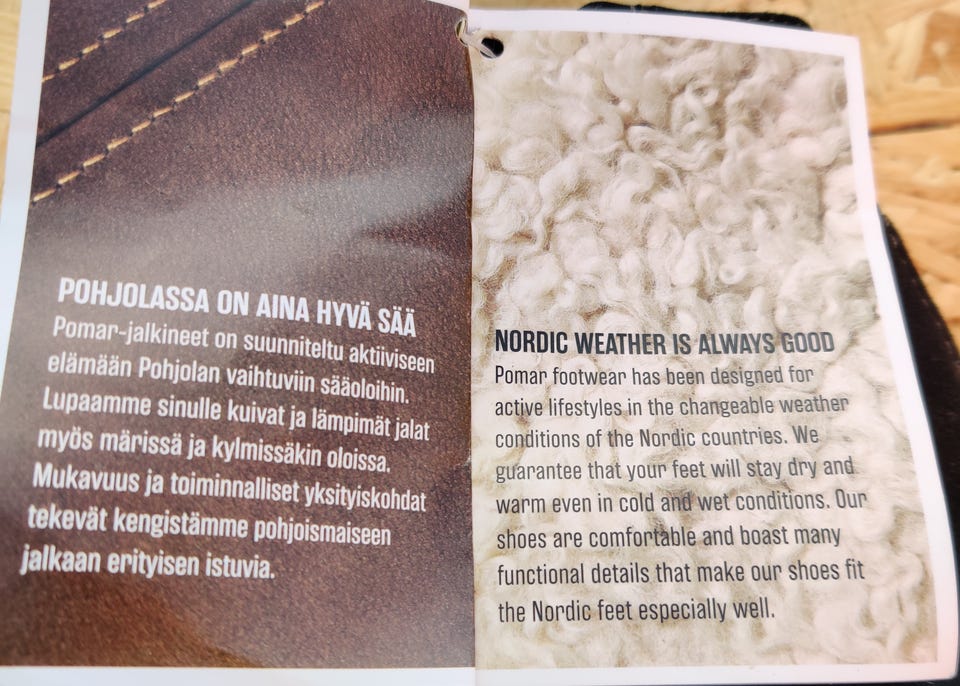 POHJOLASSA ON AINA HYVÄ SÄÄ
Pomar-jalkineet on suunniteltu aktiiviseen
elämään Pohjolan vaihtuviin sääoloihin.
Lupaamme sinulle kuivat ja lämpimät jalat
myös märissä ja kylmissäkin oloissa.
Mukavuus ja toiminnalliset yksityiskohdat
tekevät kengistämme pohjoismaiseen
jalkaan erityisen istuvia.
NORDIC WEATHER IS ALWAYS GOOD
Pomar footwear has been designed for
active lifestyles in the changeable weather
conditions of the Nordic countries. We
guarantee that your feet will stay dry and
warm even in cold and wet conditions. Our
shoes are comfortable and boast many
functional details that make our shoes fit
the Nordic feet especially well.